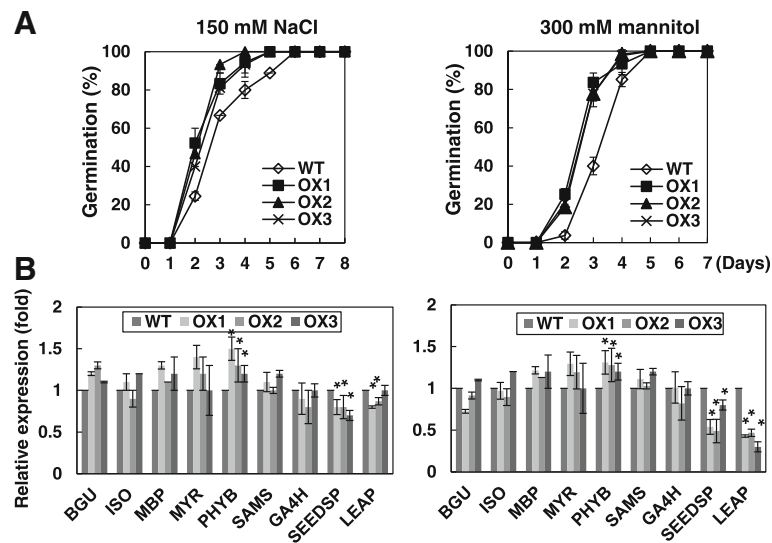 A
150 mM NaCl
300 mM mannitol
Germination (%)
100
80
60
40
20
0
WT
OX1
OX2
OX3
0 1 2 3 4 5 6 7 8
Germination (%)
100
80
60
40
20
0
WT
OX1
OX2
OX3
0 1 2 3 4 5 6 7 (Days)
B
Relative expression (fold)
2
1.5
1
0.5
0
WT OX1 OX2 OX3
* * * * * * * *
BGU ISO MBP MYR PHYB SAMS GA4H SEEDSP LEAP
2
1.5
1
0.5
0
WT OX1 OX2 OX3
* * * * * * * * *
BGU ISO MBP MYR PHYB SAMS GA4H SEEDSP LEAP